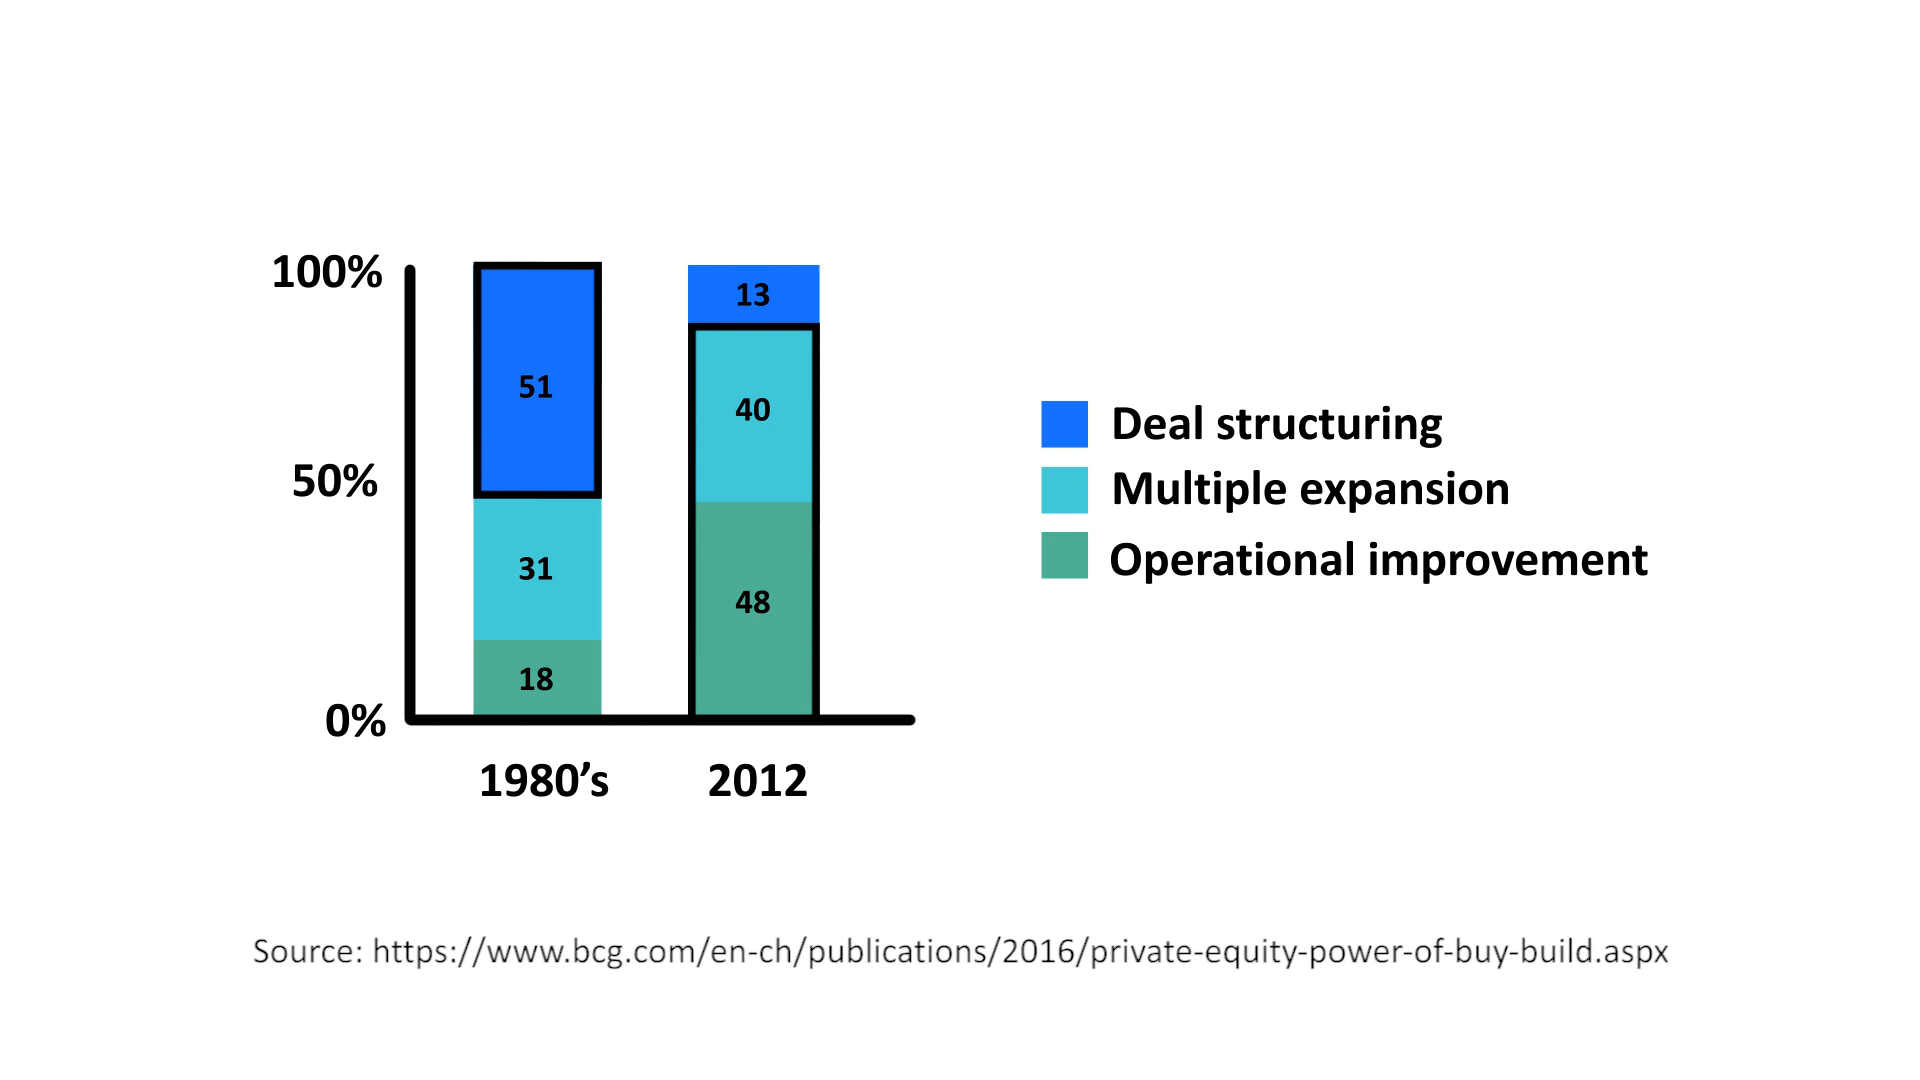 100%
50%
0%
51
31
18
13
40
48
1980’s
2012
Deal structuring
Multiple expansion
Operational improvement
Source: https://www.bcg.com/en-ch/publications/2016/private-equity-power-of-buy-build.aspx